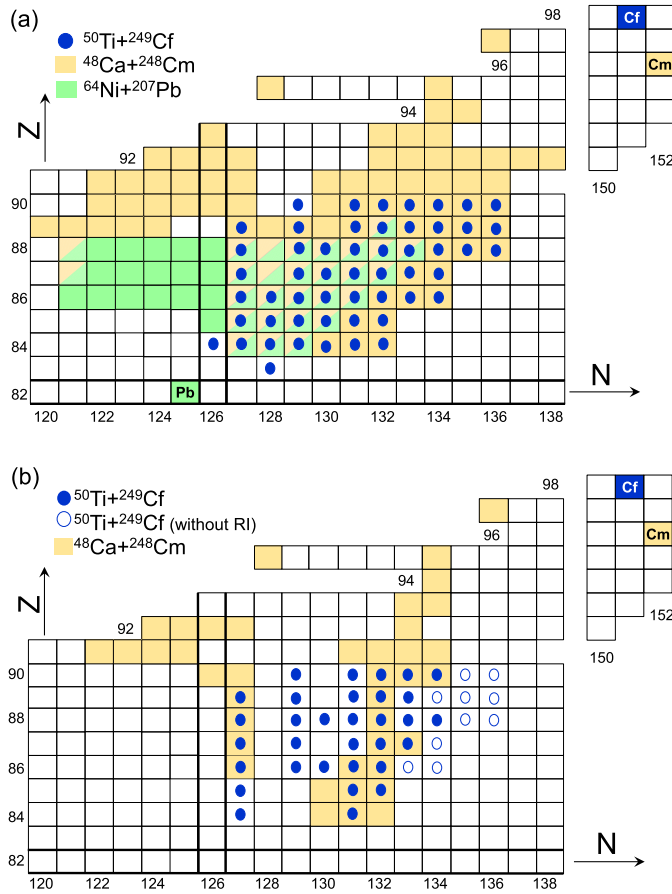 (a)
98
⁵⁰Ti+²⁴⁹Cf
Cf
⁴⁸Ca+²⁴⁸Cm
96
Cm
⁶⁴Ni+²⁰⁷Pb
94
Z
92
152
150
90
88
86
84
N
82
Pb
120 122 124 126 128 130 132 134 136 138
(b)
98
⁵⁰Ti+²⁴⁹Cf
Cf
⁵⁰Ti+²⁴⁹Cf (without RI)
96
Cm
⁴⁸Ca+²⁴⁸Cm
94
Z
92
152
150
90
88
86
84
N
82
120 122 124 126 128 130 132 134 136 138